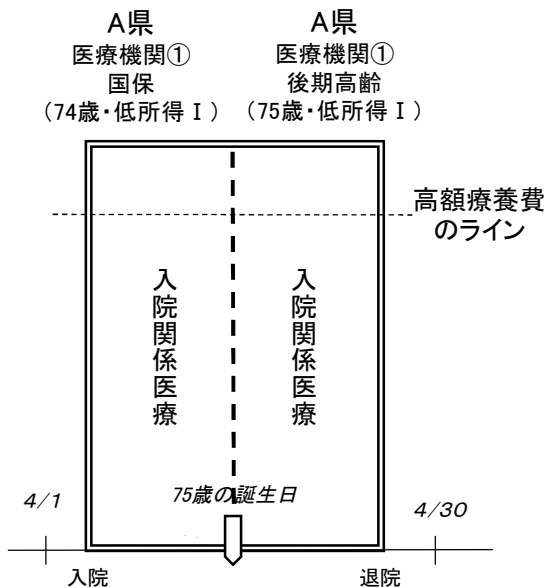 A県
医療機関①
国保
（74歳・低所得Ⅰ）
A県
医療機関①
後期高齢
（75歳・低所得Ⅰ）
高額療養費
のライン
入院関係医療
入院関係医療
75歳の誕生日
4/1
4/30
入院
退院